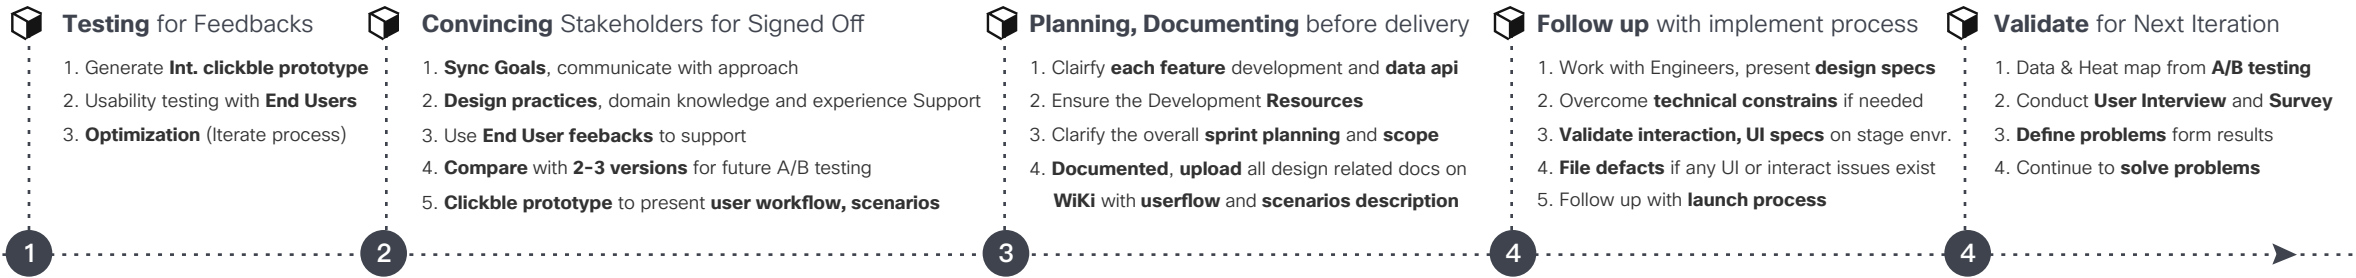 Testing for Feedbacks
1. Generate Int. clickble prototype
2. Usability testing with End Users
3. Optimization (Iterate process)
Convincing Stakeholders for Signed Off
1. Sync Goals, communicate with approach
2. Design practices, domain knowledge and experience Support
3. Use End User feebacks to support
4. Compare with 2-3 versions for future A/B testing
5. Clickble prototype to present user workflow, scenarios
Planning, Documenting before delivery
1. Clairfy each feature development and data api
2. Ensure the Development Resources
3. Clarify the overall sprint planning and scope
4. Documented, upload all design related docs on
WiKi with userflow and scenarios description
Follow up with implement process
1. Work with Engineers, present design specs
2. Overcome technical constrains if needed
3. Validate interaction, UI specs on stage envr.
4. File defacts if any UI or interact issues exist
5. Follow up with launch process
Validate for Next Iteration
1. Data & Heat map from A/B testing
2. Conduct User Interview and Survey
3. Define problems form results
4. Continue to solve problems
1
2
3
4
4